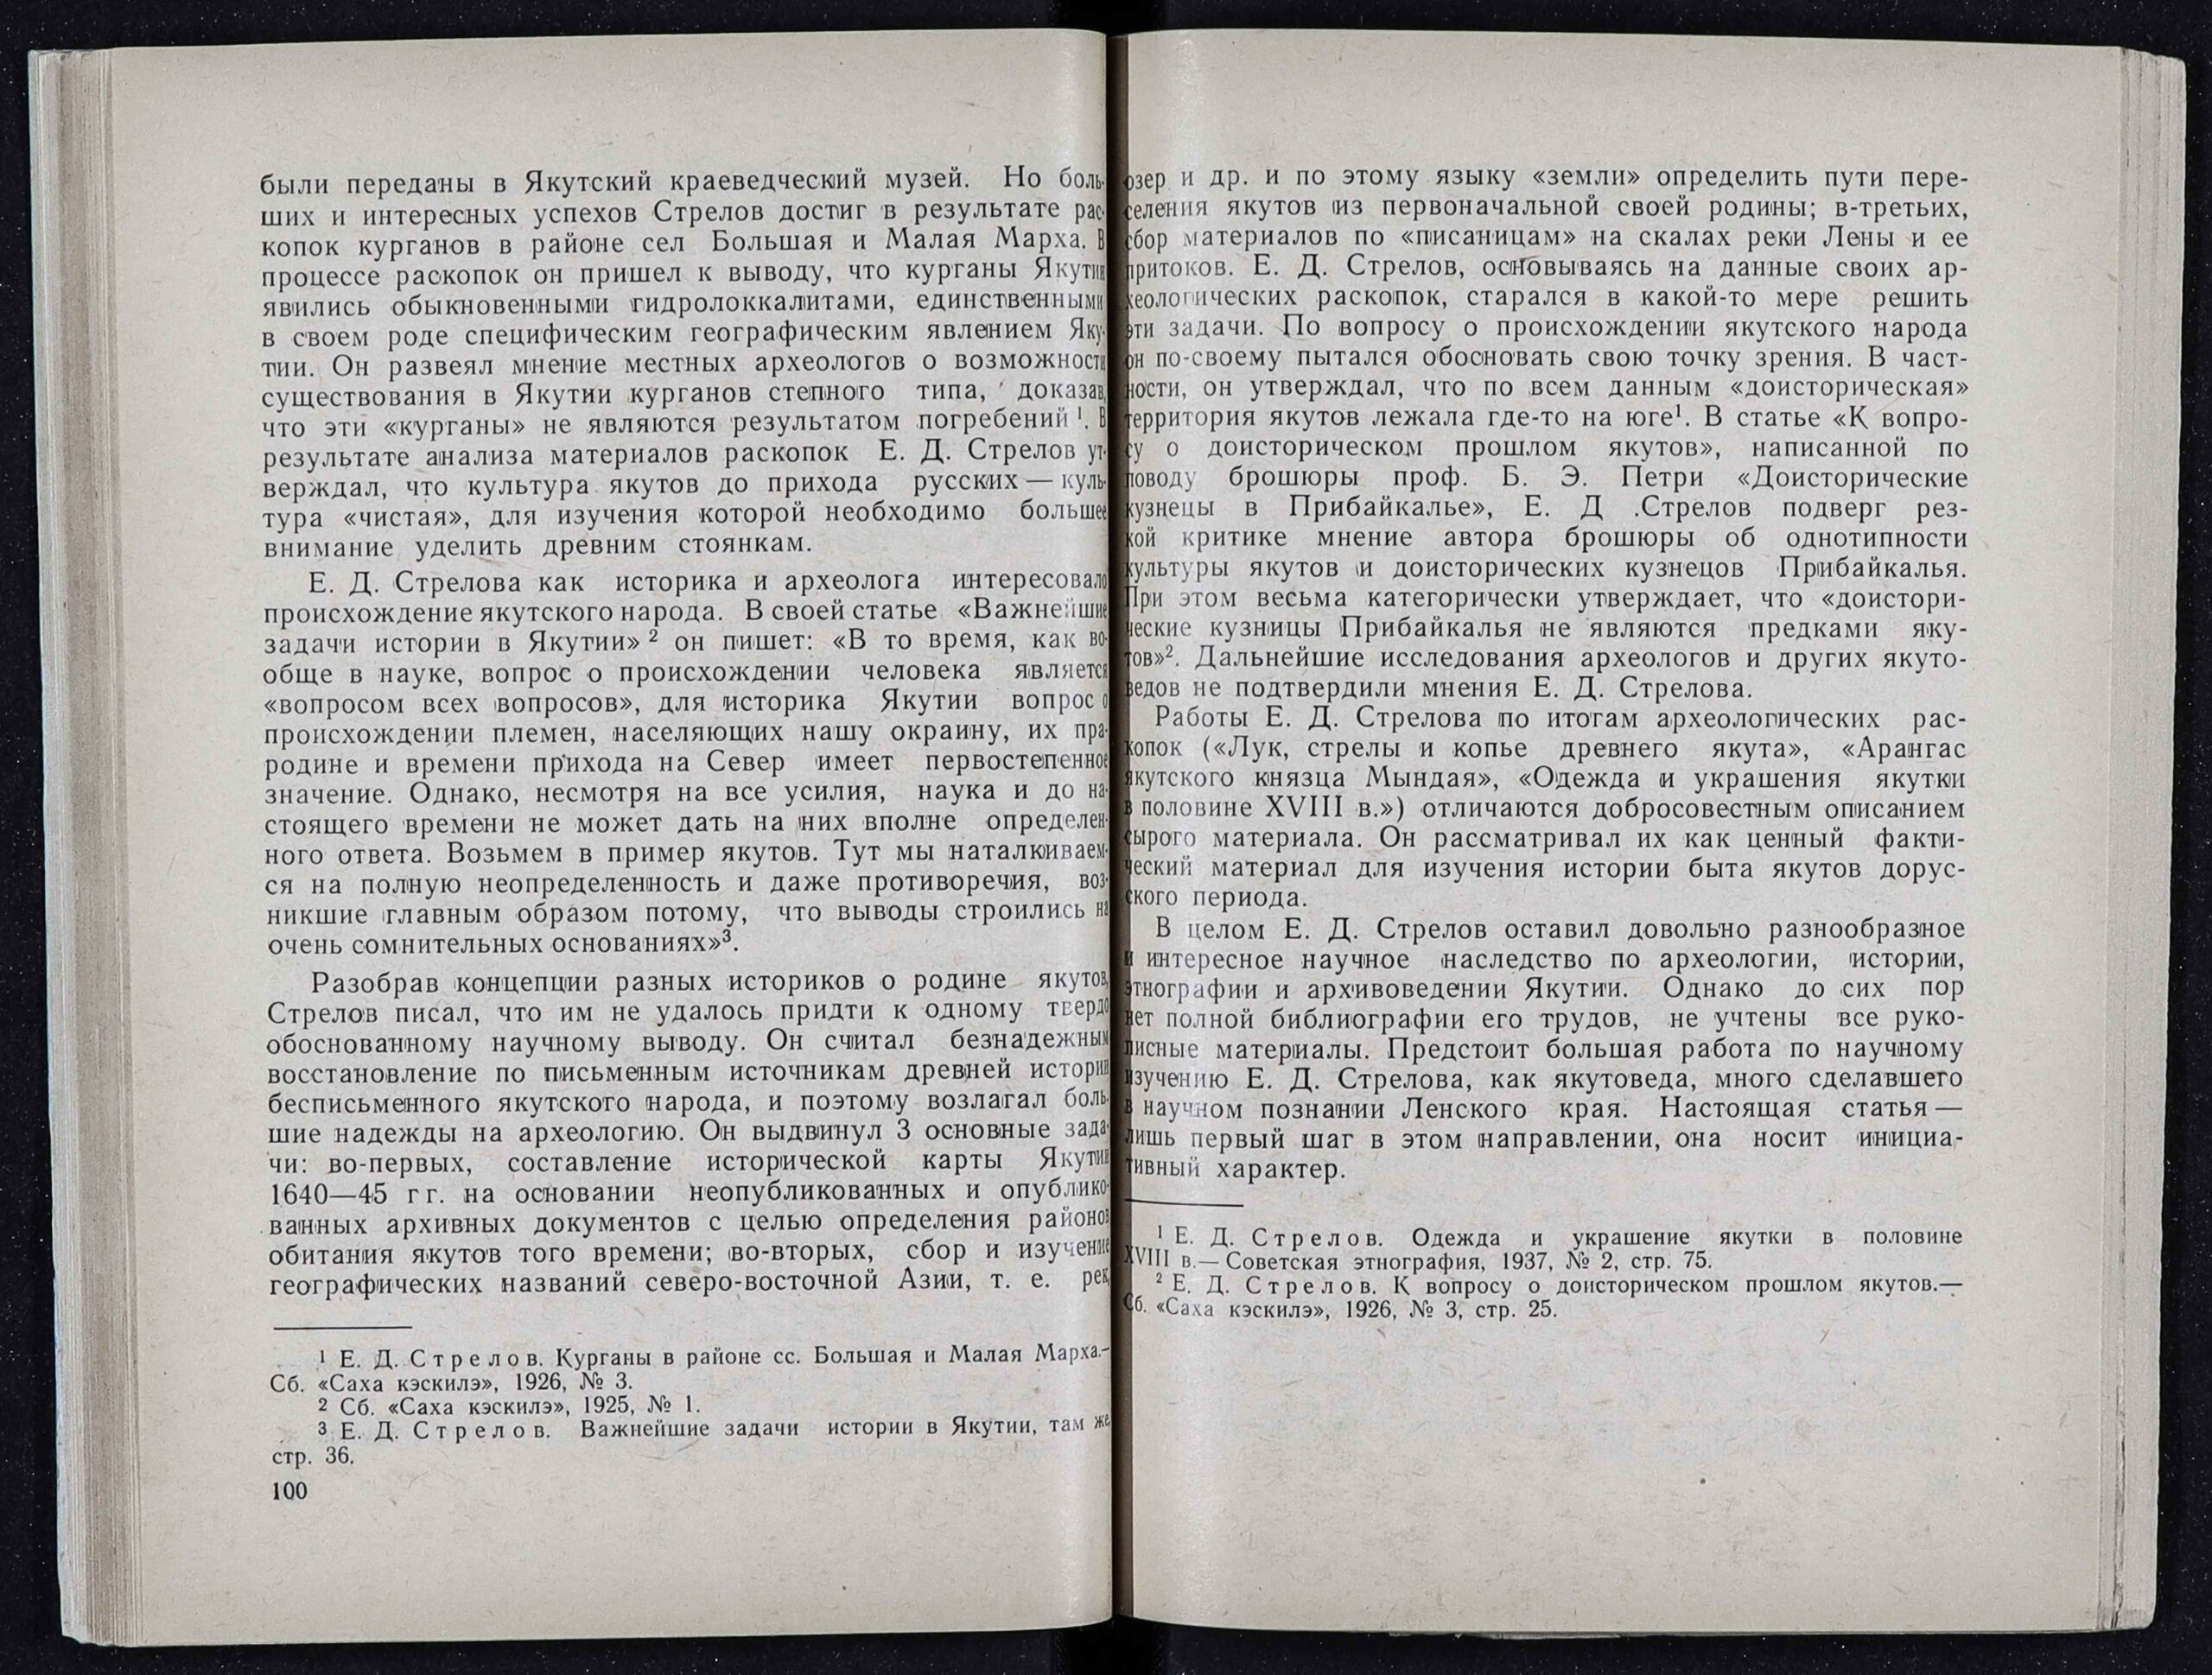 были переданы в Якутский краеведческий музей. Но боль-
ших и интересных успехов Стрелов достиг в результате рас-
копок курганов в районе сел Большая и Малая Марха. В
процессе раскопок он пришел к выводу, что курганы Якутии
явились обыкновенными гидролоккалитами, единственными
в своем роде специфическим географическим явлением Яку-
тии. Он развеял мнение местных археологов о возможности
существования в Якутии курганов степного типа, доказав,
что эти «курганы» не являются результатом погребений ¹. В
результате анализа материалов раскопок Е. Д. Стрелов ут-
верждал, что культура якутов до прихода русских — куль-
тура «чистая», для изучения которой необходимо большее
внимание уделить древним стоянкам.
Е. Д. Стрелова как историка и археолога интересовало
происхождение якутского народа. В своей статье «Важнейшие
задачи истории в Якутии» ² он пишет: «В то время, как во-
обще в науке, вопрос о происхождении человека является
«вопросом всех вопросов», для историка Якутии вопрос о
происхождении племен, населяющих нашу окраину, их пра-
родине и времени прихода на Север имеет первостепенное
значение. Однако, несмотря на все усилия, наука и до на-
стоящего времени не может дать на них вполне определен-
ного ответа. Возьмем в пример якутов. Тут мы наталкиваем-
ся на полную неопределенность и даже противоречия, воз-
никшие главным образом потому, что выводы строились на
очень сомнительных основаниях»³.
Разобрав концепции разных историков о родине якутов,
Стрелов писал, что им не удалось придти к одному твердо
обоснованному научному выводу. Он считал безнадежным
восстановление по письменным источникам древней истории
бесписьменного якутского народа, и поэтому возлагал боль-
шие надежды на археологию. Он выдвинул 3 основные зада-
чи: во-первых, составление исторической карты Якутии
1640—45 гг. на основании неопубликованных и опублико-
ванных архивных документов с целью определения районов
обитания якутов того времени; во-вторых, сбор и изучение
географических названий северо-восточной Азии, т. е. рек,
¹ Е. Д. Стрелов. Курганы в районе сс. Большая и Малая Марха.—
Сб. «Саха кэскилэ», 1926, № 3.
² Сб. «Саха кэскилэ», 1925, № 1.
³ Е. Д. Стрелов. Важнейшие задачи истории в Якутии, там же,
стр. 36.
100
озер и др. и по этому языку «земли» определить пути пере-
селения якутов из первоначальной своей родины; в-третьих,
сбор материалов по «писаницам» на скалах реки Лены и ее
притоков. Е. Д. Стрелов, основываясь на данные своих ар-
хеологических раскопок, старался в какой-то мере решить
эти задачи. По вопросу о происхождении якутского народа
он по-своему пытался обосновать свою точку зрения. В част-
ности, он утверждал, что по всем данным «доисторическая»
территория якутов лежала где-то на юге¹. В статье «К вопро-
су о доисторическом прошлом якутов», написанной по
поводу брошюры проф. Б. Э. Петри «Доисторические
кузнецы в Прибайкалье», Е. Д .Стрелов подверг рез-
кой критике мнение автора брошюры об однотипности
культуры якутов и доисторических кузнецов Прибайкалья.
При этом весьма категорически утверждает, что «доистори-
ческие кузницы Прибайкалья не являются предками яку-
тов»². Дальнейшие исследования археологов и других якуто-
ведов не подтвердили мнения Е. Д. Стрелова.
Работы Е. Д. Стрелова по итогам археологических рас-
копок («Лук, стрелы и копье древнего якута», «Арангас
якутского князца Мындая», «Одежда и украшения якутки
в половине XVIII в.») отличаются добросовестным описанием
сырого материала. Он рассматривал их как ценный факти-
ческий материал для изучения истории быта якутов дорус-
ского периода.
В целом Е. Д. Стрелов оставил довольно разнообразное
и интересное научное наследство по археологии, истории,
этнографии и архивоведении Якутии. Однако до сих пор
нет полной библиографии его трудов, не учтены все руко-
писные материалы. Предстоит большая работа по научному
изучению Е. Д. Стрелова, как якутоведа, много сделавшего
в научном познании Ленского края. Настоящая статья —
лишь первый шаг в этом направлении, она носит инициа-
тивный характер.
¹ Е. Д. Стрелов. Одежда и украшение якутки в половине
XVIII в.— Советская этнография, 1937, № 2, стр. 75.
² Е. Д. Стрелов. К вопросу о доисторическом прошлом якутов.—
Сб. «Саха кэскилэ», 1926, № 3, стр. 25.